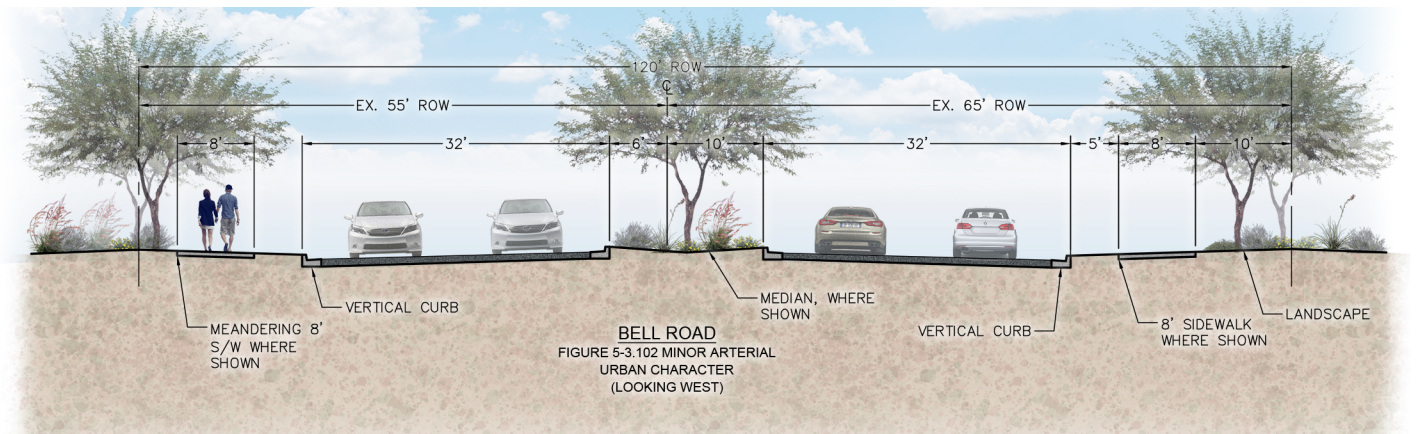 120' ROW
℄
EX. 55' ROW
EX. 65' ROW
8'
32'
6'
10'
32'
5'
8'
10'
VERTICAL CURB
MEANDERING 8'
S/W WHERE
SHOWN
MEDIAN, WHERE
SHOWN
VERTICAL CURB
8' SIDEWALK
WHERE SHOWN
LANDSCAPE
BELL ROAD
FIGURE 5-3.102 MINOR ARTERIAL
URBAN CHARACTER
(LOOKING WEST)